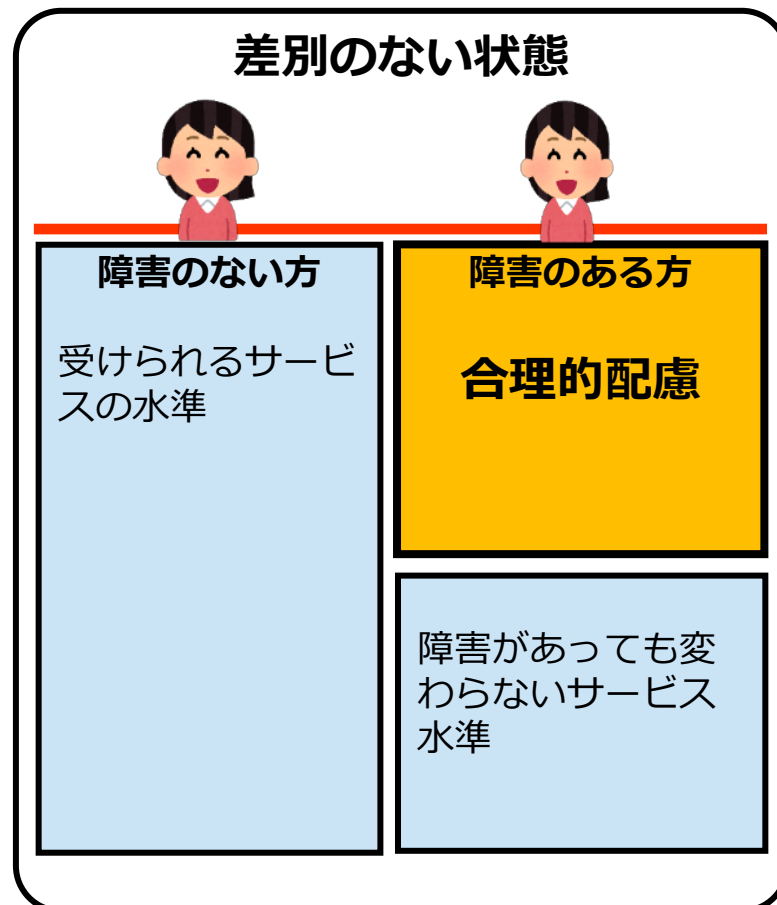 差別のない状態
障害のない方
受けられるサービ
スの水準
障害のある方
合理的配慮
障害があっても変
わらないサービス
水準